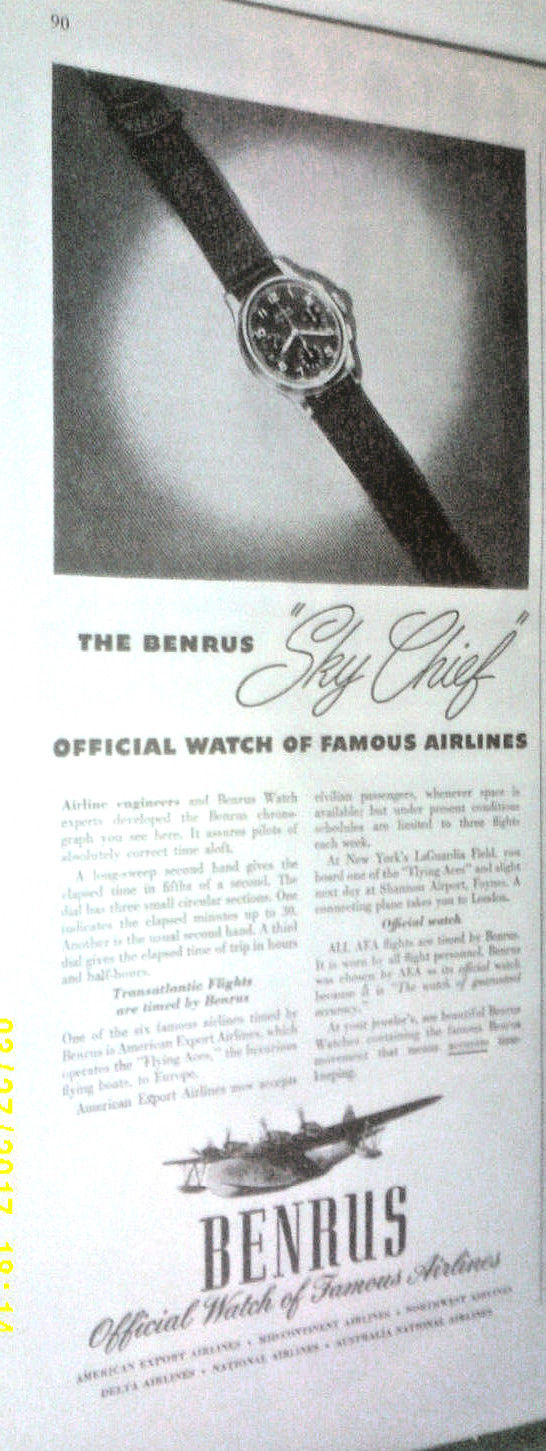 90
THE BENRUS "Sky Chief"
OFFICIAL WATCH OF FAMOUS AIRLINES
Airline engineers and Benrus Watch
experts developed the Benrus chrono-
graph you see here. It assures pilots of
absolutely correct time aloft.
A long-sweep second hand gives the
elapsed time in fifths of a second. The
dial has three small circular sections. One
indicates the elapsed minutes up to 30.
Another is the usual second hand. A third
dial gives the elapsed time of trip in hours
and half-hours.
Transatlantic Flights
are timed by Benrus
One of the six famous airlines timed by
Benrus is American Export Airlines, which
operates the "Flying Aces," the luxurious
flying boats, to Europe.
American Export Airlines now accepts
civilian passengers, whenever space is
available; but under present conditions
schedules are limited to three flights
each week.
At New York's LaGuardia Field, you
board one of the "Flying Aces" and alight
next day at Shannon Airport, Foynes. A
connecting plane takes you to London.
Official watch
ALL AEA flights are timed by Benrus.
It is worn by all flight personnel. Benrus
was chosen by AEA as its official watch
because it is "The watch of guaranteed
accuracy."
At your jeweler's, see beautiful Benrus
Watches containing the famous Benrus
movement that means accurate time-
keeping.
BENRUS
Official Watch of Famous Airlines
AMERICAN EXPORT AIRLINES • MID-CONTINENT AIRLINES • NORTHWEST AIRLINES
DELTA AIRLINES • NATIONAL AIRLINES • AUSTRALIA NATIONAL AIRLINES
03/27/2017 18:14